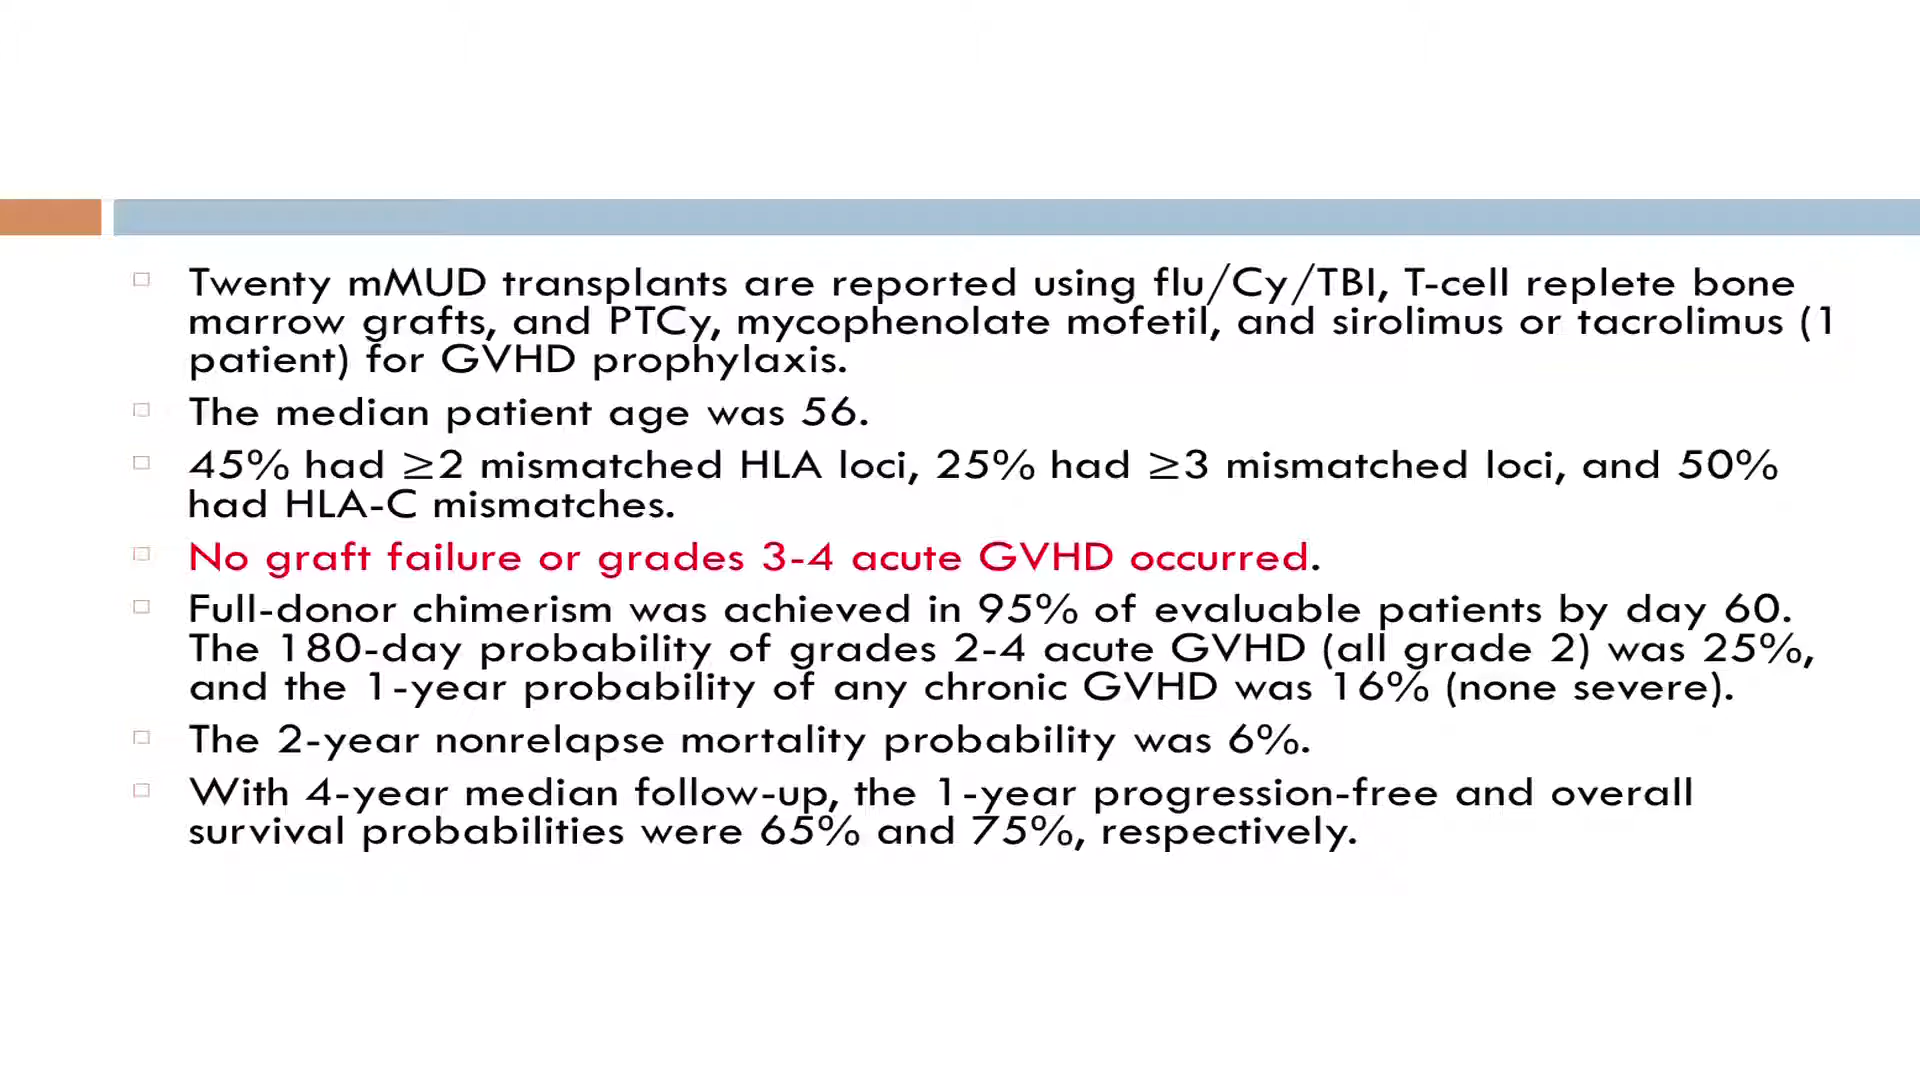 Twenty mMUD transplants are reported using flu/Cy/TBI, T-cell replete bone
marrow grafts, and PTCy, mycophenolate mofetil, and sirolimus or tacrolimus (1
patient) for GVHD prophylaxis.
The median patient age was 56.
45% had ≥2 mismatched HLA loci, 25% had ≥3 mismatched loci, and 50%
had HLA-C mismatches.
No graft failure or grades 3-4 acute GVHD occurred.
Full-donor chimerism was achieved in 95% of evaluable patients by day 60.
The 180-day probability of grades 2-4 acute GVHD (all grade 2) was 25%,
and the 1-year probability of any chronic GVHD was 16% (none severe).
The 2-year nonrelapse mortality probability was 6%.
With 4-year median follow-up, the 1-year progression-free and overall
survival probabilities were 65% and 75%, respectively.